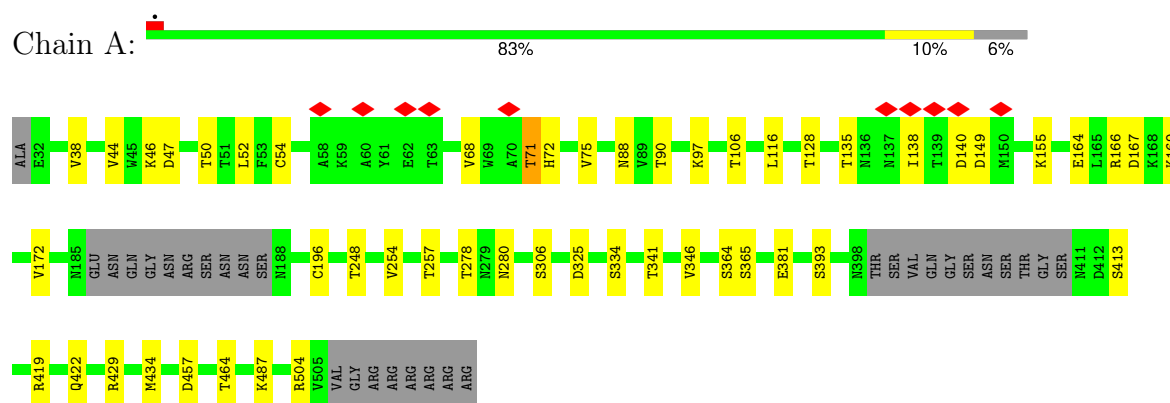 Chain A:
83% 10% 6%
ALA E32 V38 V44 W45 K46 D47 T50 T51 L52 F53 C54 A58 K59 A60 Y61 E62 T63 V68 W69 A70 T71 H72 V75 N88 V89 T90 K97 T106 L116 T128 T135 N136 N137 I138 T139 D140 D149 M150 K155 E164 L165 R166 D167 K168
V172 N185 GLU ASN GLN GLY ASN ARG SER ASN ASN SER N188 C196 T248 V254 T257 T278 N279 N280 S306 D325 S334 T341 V346 S364 S365 E381 S393 N398 THR SER VAL GLN GLY SER ASN SER THR GLY SER N411 D412 S413
R419 Q422 R429 M434 D457 T464 K487 R504 V505 VAL GLY ARG ARG ARG ARG ARG ARG